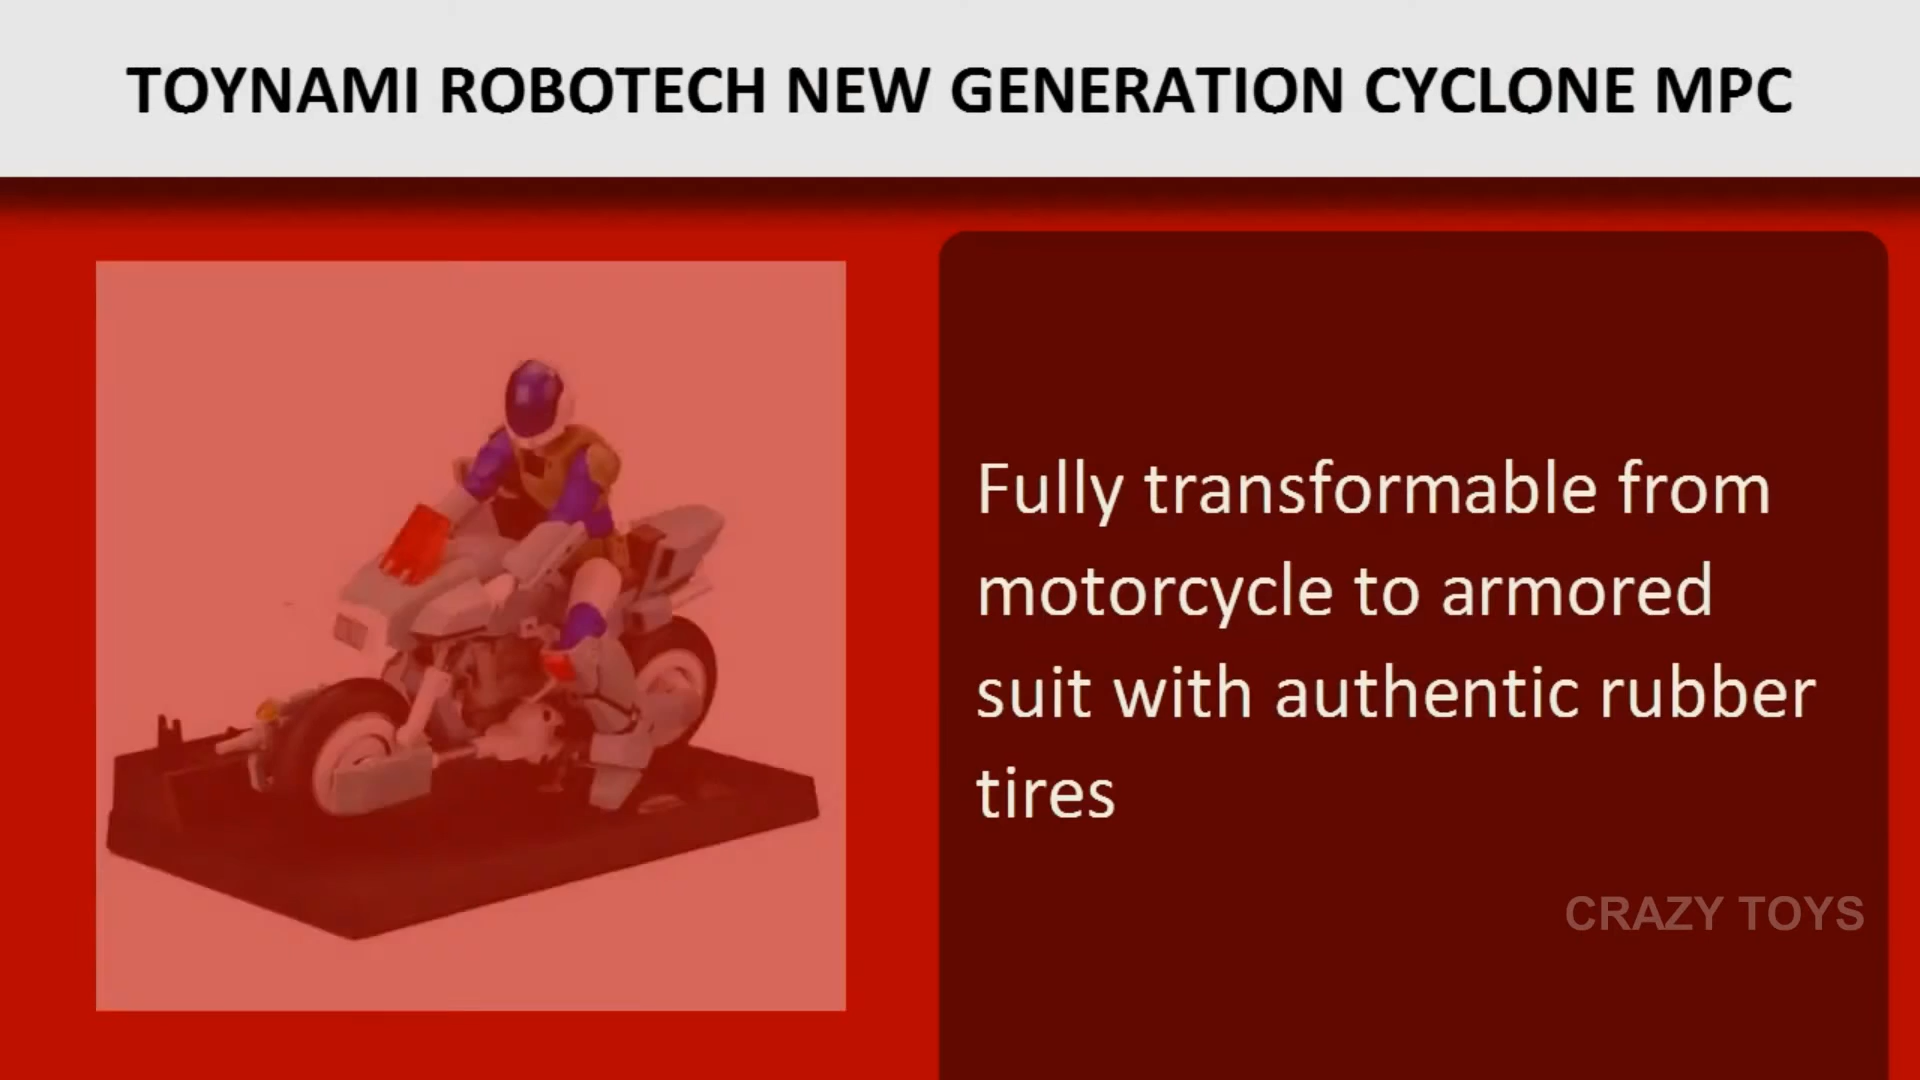 TOYNAMI ROBOTECH NEW GENERATION CYCLONE MPC
Fully transformable from
motorcycle to armored
suit with authentic rubber
tires
CRAZY TOYS